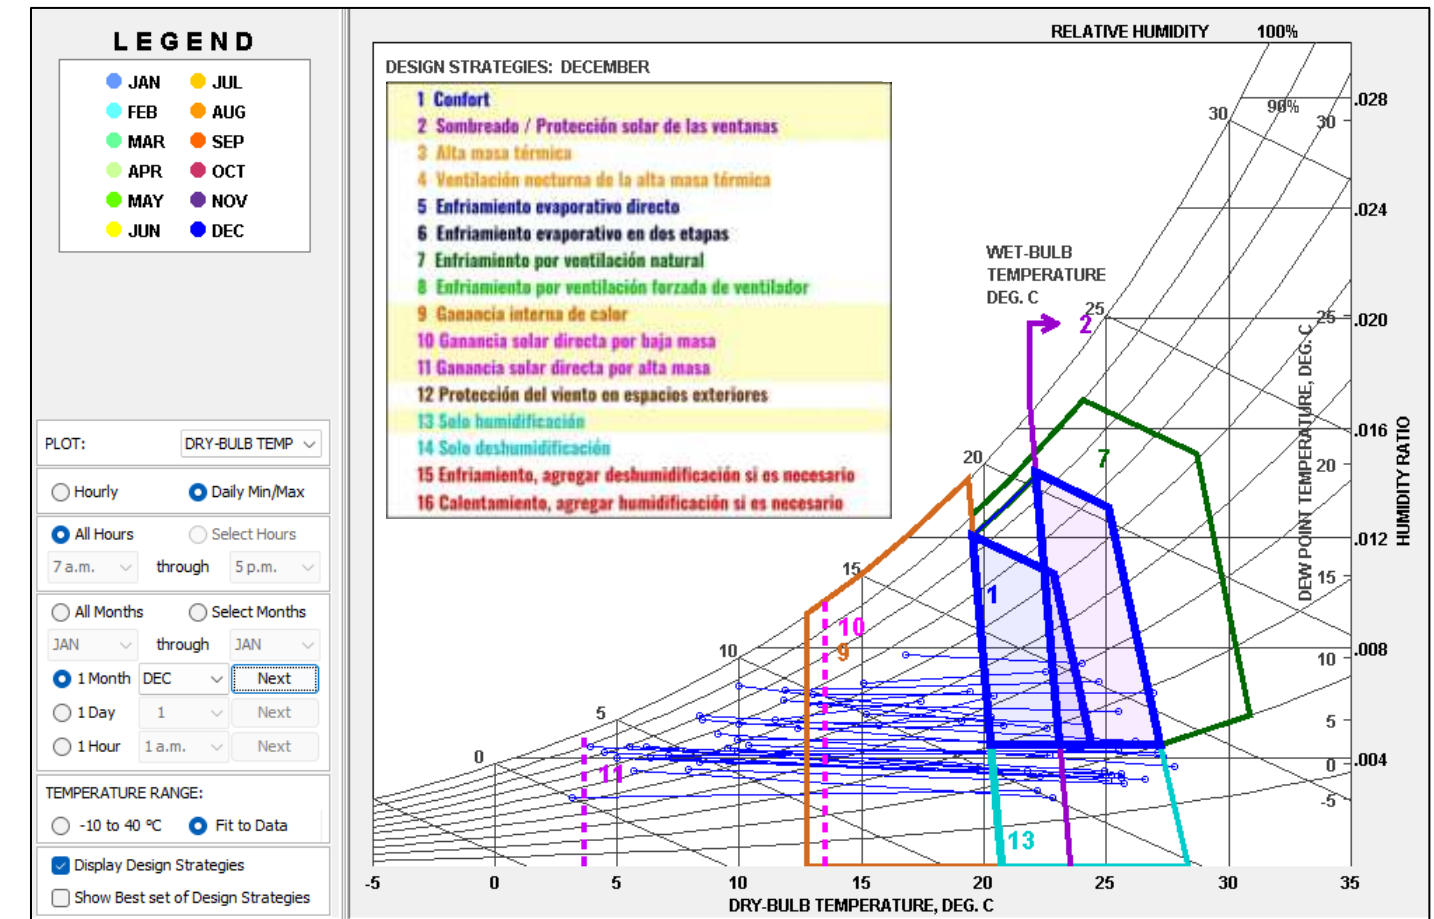 LEGEND
JAN JUL
FEB AUG
MAR SEP
APR OCT
MAY NOV
JUN DEC
PLOT: DRY-BULB TEMP
Hourly Daily Min/Max
All Hours Select Hours
7 a.m. through 5 p.m.
All Months Select Months
JAN through JAN
1 Month DEC Next
1 Day 1 Next
1 Hour 1 a.m. Next
TEMPERATURE RANGE:
-10 to 40 ºC Fit to Data
Display Design Strategies
Show Best set of Design Strategies
RELATIVE HUMIDITY 100%
90%
DESIGN STRATEGIES: DECEMBER
1 Confort
2 Sombreado / Protección solar de las ventanas
3 Alta masa térmica
4 Ventilación nocturna de la alta masa térmica
5 Enfriamiento evaporativo directo
6 Enfriamiento evaporativo en dos etapas
7 Enfriamiento por ventilación natural
8 Enfriamiento por ventilación forzada de ventilador
9 Ganancia interna de calor
10 Ganancia solar directa por baja masa
11 Ganancia solar directa por alta masa
12 Protección del viento en espacios exteriores
13 Solo humidificación
14 Solo deshumidificación
15 Enfriamiento, agregar deshumidificación si es necesario
16 Calentamiento, agregar humidificación si es necesario
WET-BULB
TEMPERATURE
DEG. C
0
5
10
15
20
25
30
2
7
1
10
9
11
13
30
25
20
15
10
5
0
-5
DEW POINT TEMPERATURE, DEG. C
.028
.024
.020
.016
.012
.008
.004
HUMIDITY RATIO
-5 0 5 10 15 20 25 30 35
DRY-BULB TEMPERATURE, DEG. C